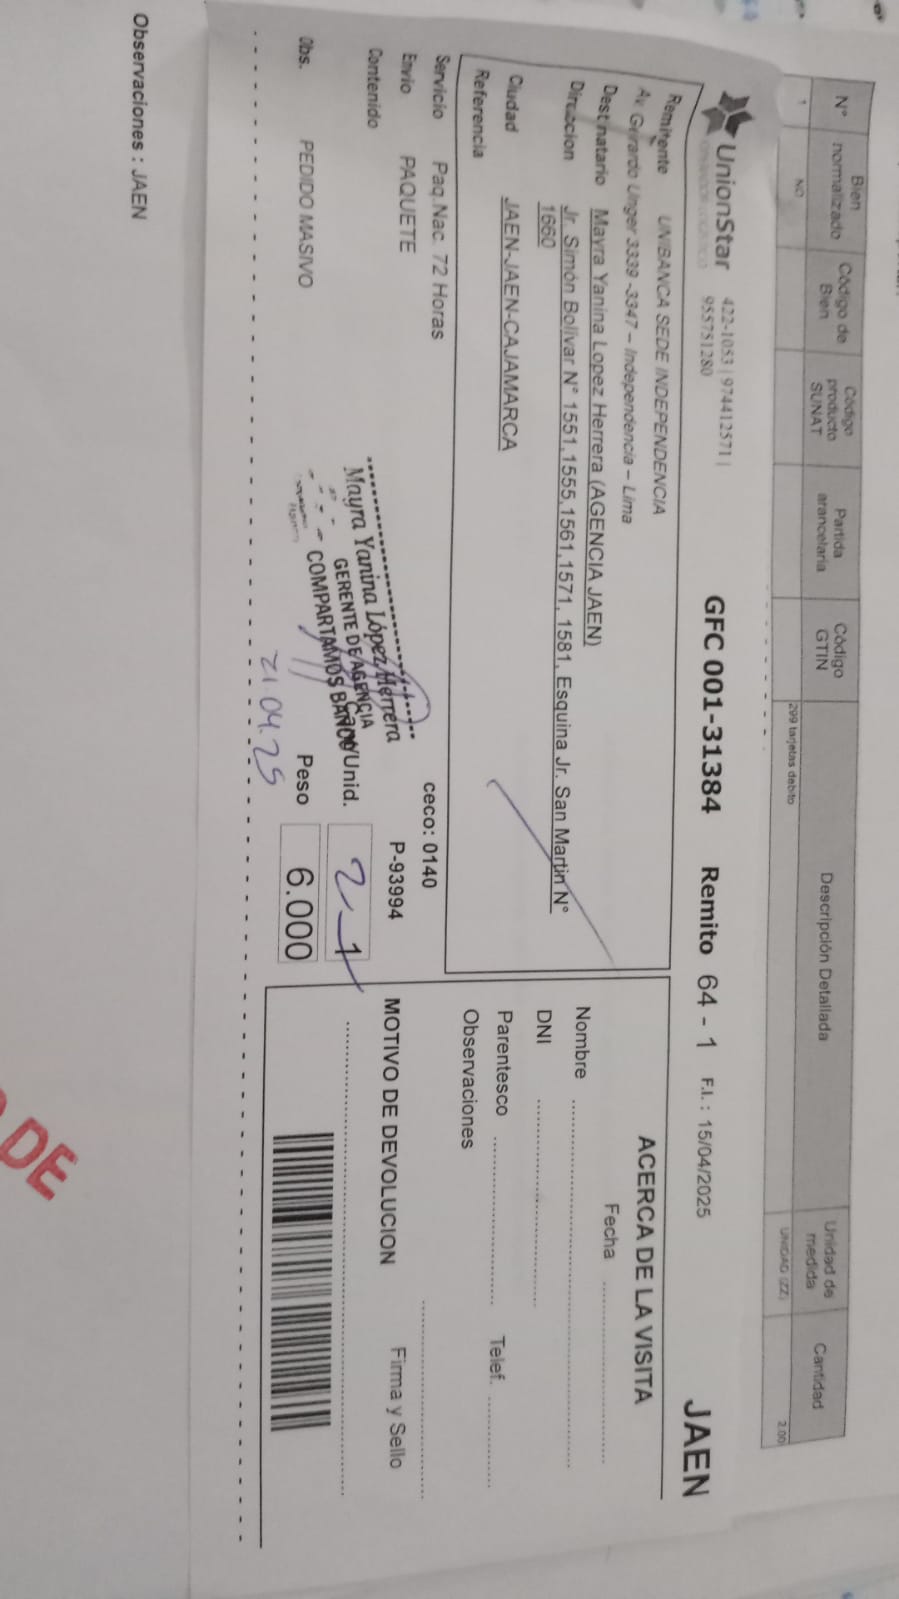 N° Bien normalizado Código de Bien Código producto SUNAT Partida arancelaria Código GTIN Descripción Detallada Unidad de medida Cantidad
1 NO 299 tarjetas debito UNIDAD (ZZ) 2.00
UnionStar 422-1053 | 974412571 | 955751280 GFC 001-31384 Remito 64 - 1 F.I. : 15/04/2025 JAEN
Remitente UNIBANCA SEDE INDEPENDENCIA
Av. Gerardo Unger 3339 -3347 – Independencia – Lima
Destinatario Mayra Yanina Lopez Herrera (AGENCIA JAEN)
Direccion Jr. Simón Bolívar N° 1551,1555,1561,1571, 1581, Esquina Jr. San Martin N°
1660
Ciudad JAEN-JAEN-CAJAMARCA
Referencia
Servicio Paq.Nac. 72 Horas ceco: 0140
Envio PAQUETE P-93994
Contenido
Obs. PEDIDO MASIVO
/Unid. 2 1
Peso 6.000
Mayra Yanina López Herrera
GERENTE DE AGENCIA
COMPARTAMOS BANCO
21.04.25
ACERCA DE LA VISITA
Fecha
Nombre
DNI
Parentesco Telef.
Observaciones
MOTIVO DE DEVOLUCION Firma y Sello
Observaciones : JAEN
DE